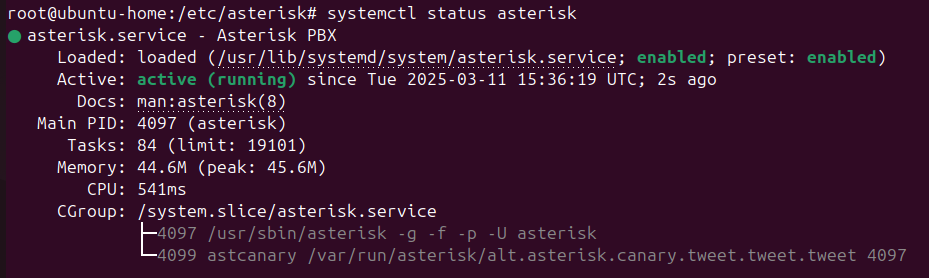 root@ubuntu-home:/etc/asterisk# systemctl status asterisk
● asterisk.service - Asterisk PBX
Loaded: loaded (/usr/lib/systemd/system/asterisk.service; enabled; preset: enabled)
Active: active (running) since Tue 2025-03-11 15:36:19 UTC; 2s ago
Docs: man:asterisk(8)
Main PID: 4097 (asterisk)
Tasks: 84 (limit: 19101)
Memory: 44.6M (peak: 45.6M)
CPU: 541ms
CGroup: /system.slice/asterisk.service
├─4097 /usr/sbin/asterisk -g -f -p -U asterisk
└─4099 astcanary /var/run/asterisk/alt.asterisk.canary.tweet.tweet.tweet 4097